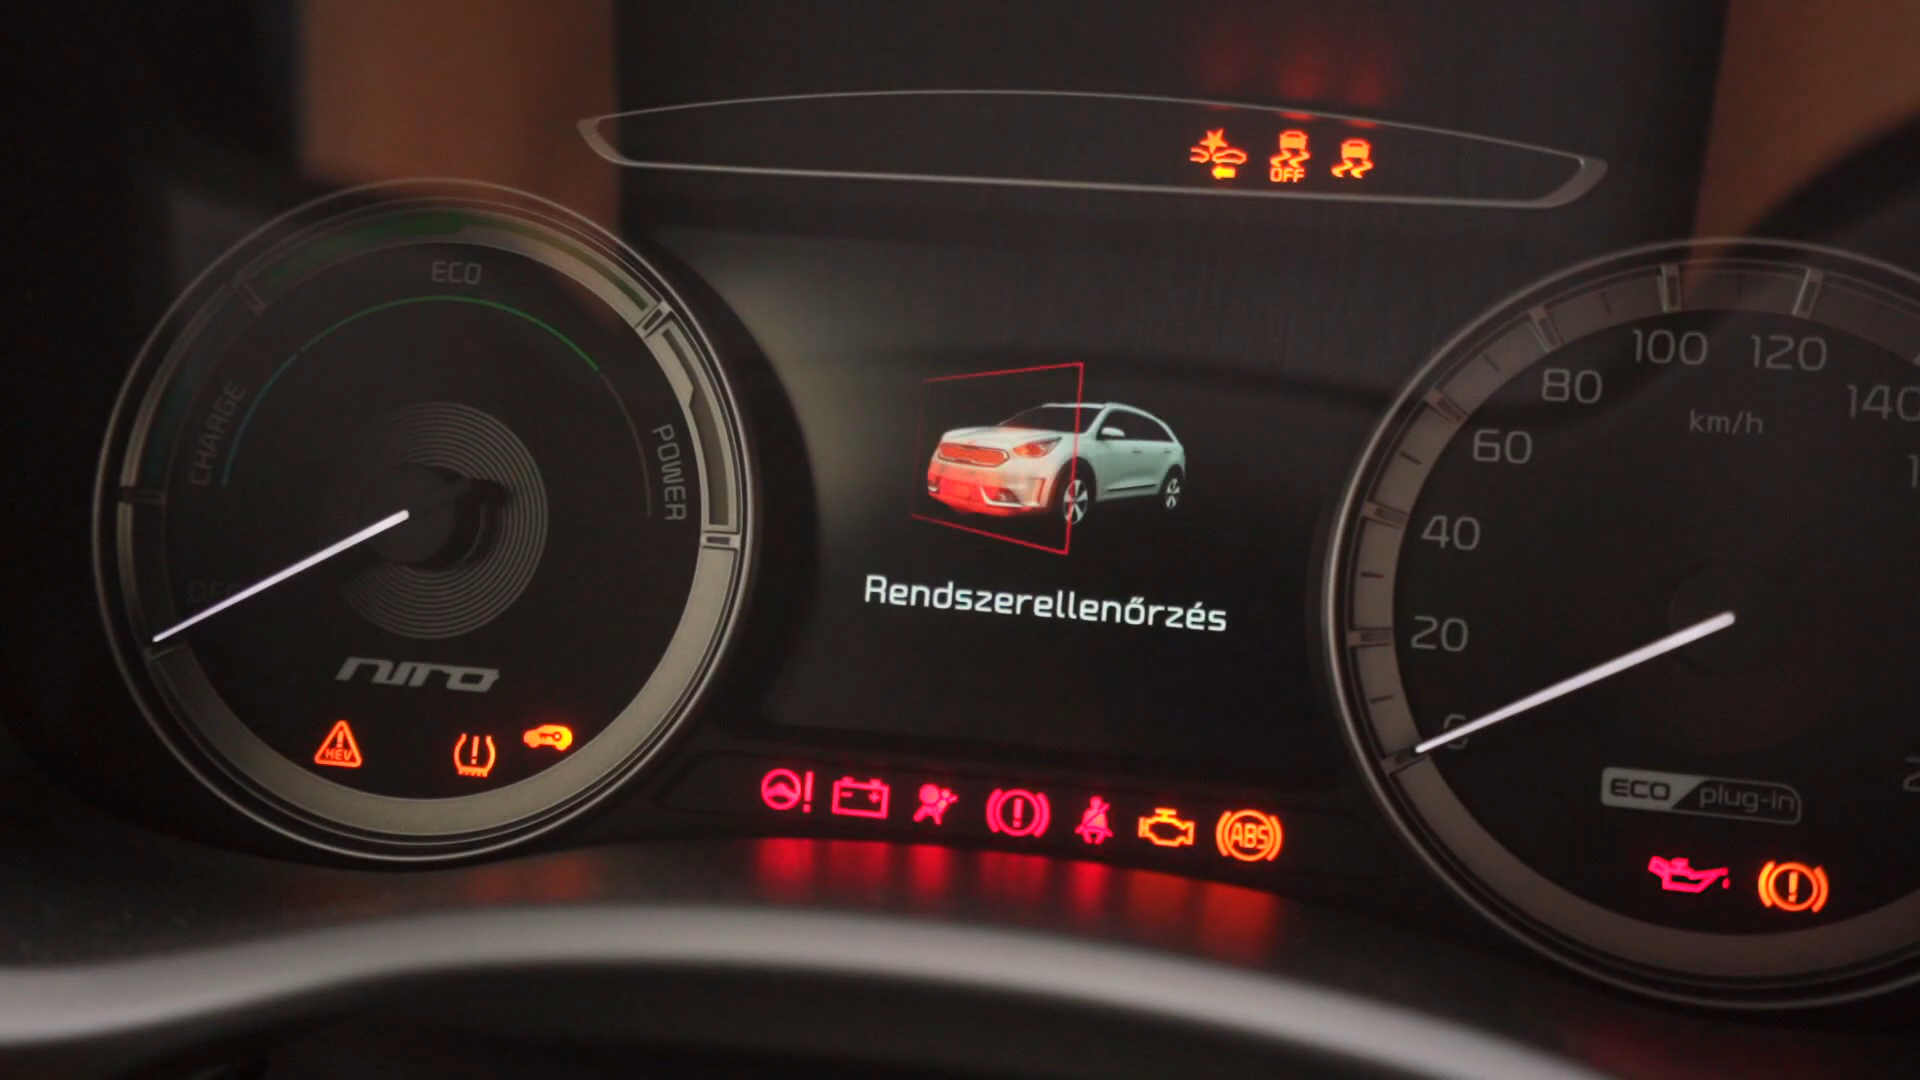 OFF
ECO
CHARGE
POWER
OFF
Rendszerellenőrzés
NIRO
HEV
ABS
0
20
40
60
80
100
120
140
km/h
ECO plug-in